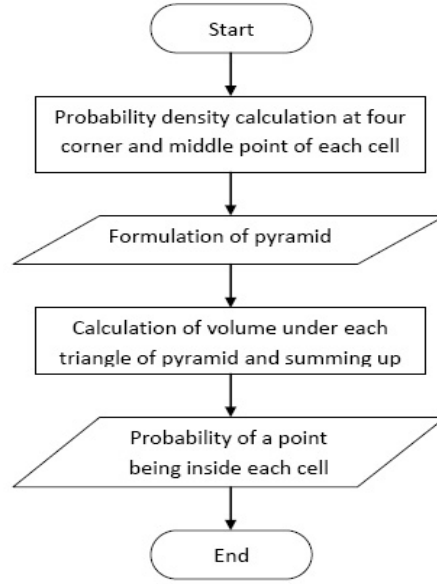 Start
Probability density calculation at four
corner and middle point of each cell
Formulation of pyramid
Calculation of volume under each
triangle of pyramid and summing up
Probability of a point
being inside each cell
End